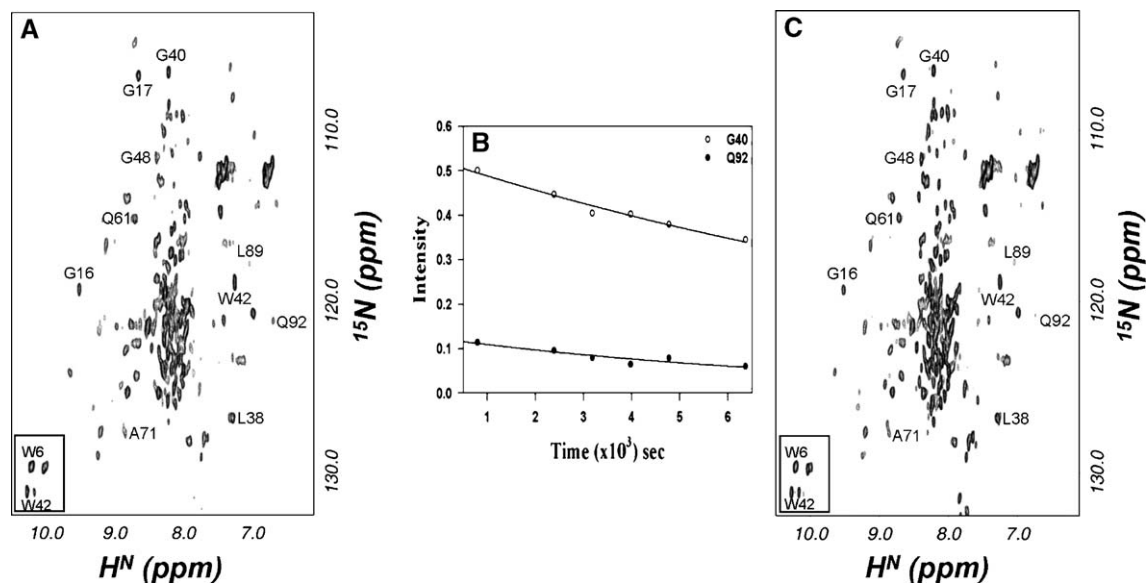 A
G40
G17
G48
Q61
L89
G16
W42
Q92
L38
A71
W6
W42
110.0
120.0
130.0
15N (ppm)
10.0 9.0 8.0 7.0
HN (ppm)
B
G40
Q92
0.6
0.5
0.4
0.3
0.2
0.1
0.0
Intensity
1 2 3 4 5 6
Time (x103) sec
C
G40
G17
G48
Q61
L89
G16
W42
Q92
L38
A71
W6
W42
110.0
120.0
130.0
15N (ppm)
10.0 9.0 8.0 7.0
HN (ppm)